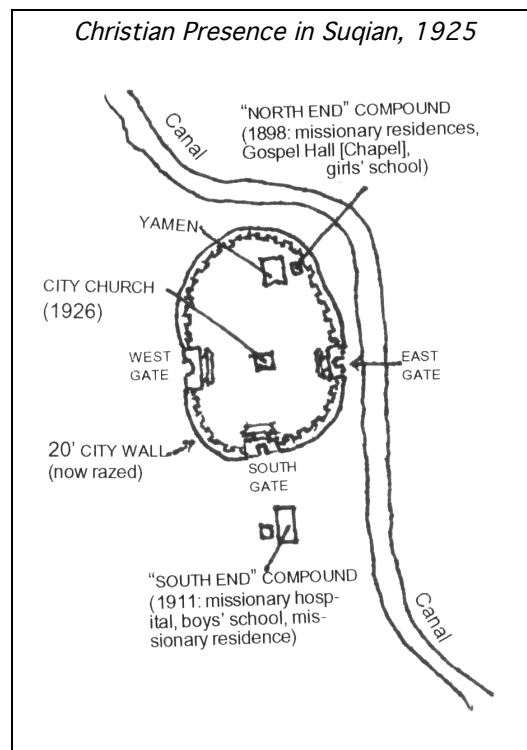 Christian Presence in Suqian, 1925
Canal
“NORTH END” COMPOUND
(1898: missionary residences,
Gospel Hall [Chapel],
girls’ school)
YAMEN
CITY CHURCH
(1926)
WEST
GATE
EAST
GATE
20’ CITY WALL
(now razed)
SOUTH
GATE
“SOUTH END” COMPOUND
(1911: missionary hosp-
ital, boys’ school, mis-
sionary residence)
Canal